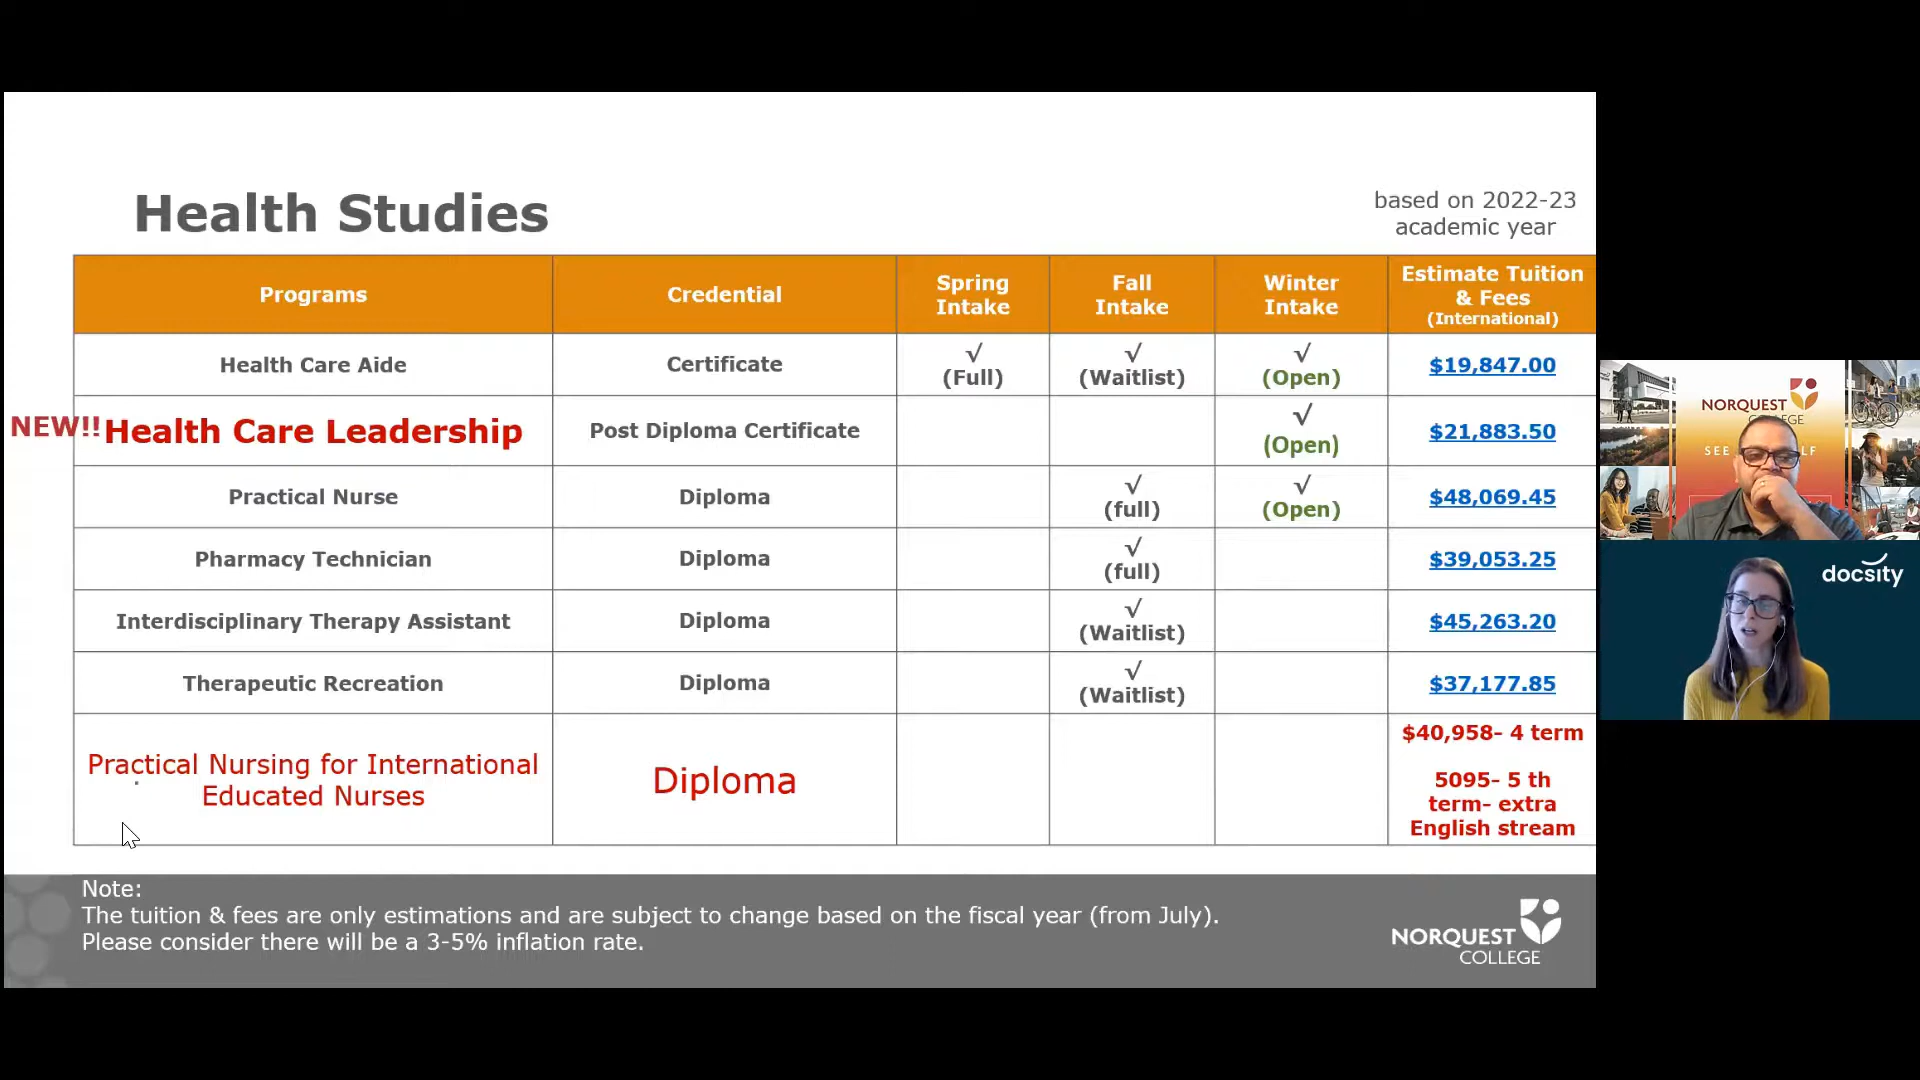 Health Studies
based on 2022-23
academic year
Programs
Credential
Spring
Intake
Fall
Intake
Winter
Intake
Estimate Tuition
& Fees
(International)
Health Care Aide
Certificate
√
(Full)
√
(Waitlist)
√
(Open)
$19,847.00
NEW!!
Health Care Leadership
Post Diploma Certificate
√
(Open)
$21,883.50
Practical Nurse
Diploma
√
(full)
√
(Open)
$48,069.45
Pharmacy Technician
Diploma
√
(full)
$39,053.25
Interdisciplinary Therapy Assistant
Diploma
√
(Waitlist)
$45,263.20
Therapeutic Recreation
Diploma
√
(Waitlist)
$37,177.85
Practical Nursing for International
Educated Nurses
Diploma
$40,958- 4 term
5095- 5 th
term- extra
English stream
Note:
The tuition & fees are only estimations and are subject to change based on the fiscal year (from July).
Please consider there will be a 3-5% inflation rate.
NORQUEST
COLLEGE
NORQUEST
COLLEGE
SEE
LF
docsity